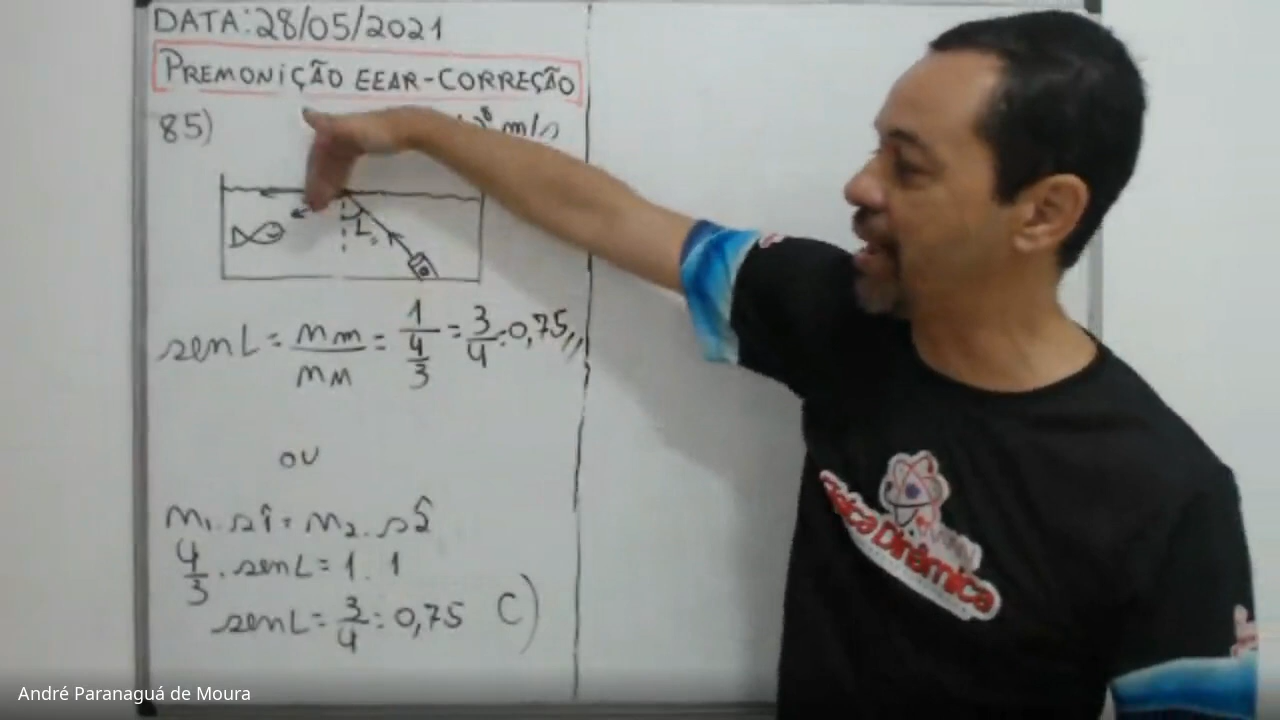 DATA: 28/05/2021
PREMONIÇÃO EEAR-CORREÇÃO
85) m/s
L
senL = nm / nM = 1 / 4/3 = 3/4 = 0,75,,
OU
n1. sî = n2. s2̂
4/3 . senL = 1 . 1
senL = 3/4 = 0,75 C)
Física Dinâmica
André Paranaguá de Moura